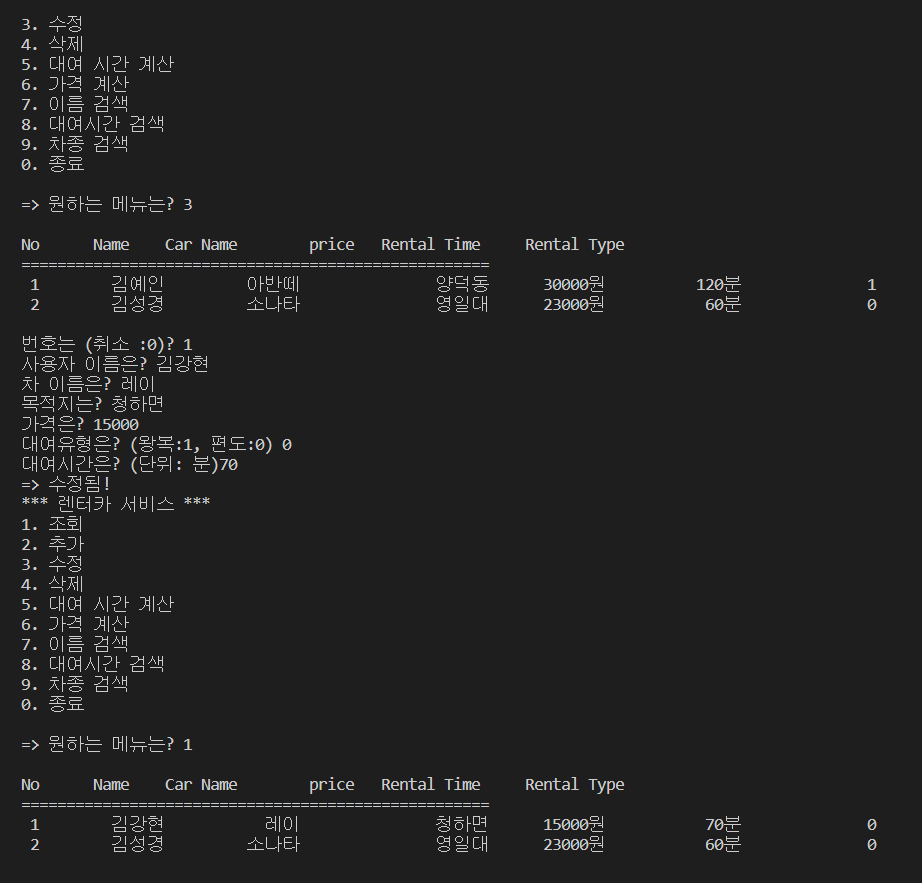 3. 수정
4. 삭제
5. 대여 시간 계산
6. 가격 계산
7. 이름 검색
8. 대여시간 검색
9. 차종 검색
0. 종료
=> 원하는 메뉴는? 3
No Name Car Name price Rental Time Rental Type
====================================================
1 김예인 아반떼 양덕동 30000원 120분 1
2 김성경 소나타 영일대 23000원 60분 0
번호는 (취소 :0)? 1
사용자 이름은? 김강현
차 이름은? 레이
목적지는? 청하면
가격은? 15000
대여유형은? (왕복:1, 편도:0) 0
대여시간은? (단위: 분)70
=> 수정됨!
*** 렌터카 서비스 ***
1. 조회
2. 추가
3. 수정
4. 삭제
5. 대여 시간 계산
6. 가격 계산
7. 이름 검색
8. 대여시간 검색
9. 차종 검색
0. 종료
=> 원하는 메뉴는? 1
No Name Car Name price Rental Time Rental Type
====================================================
1 김강현 레이 청하면 15000원 70분 0
2 김성경 소나타 영일대 23000원 60분 0